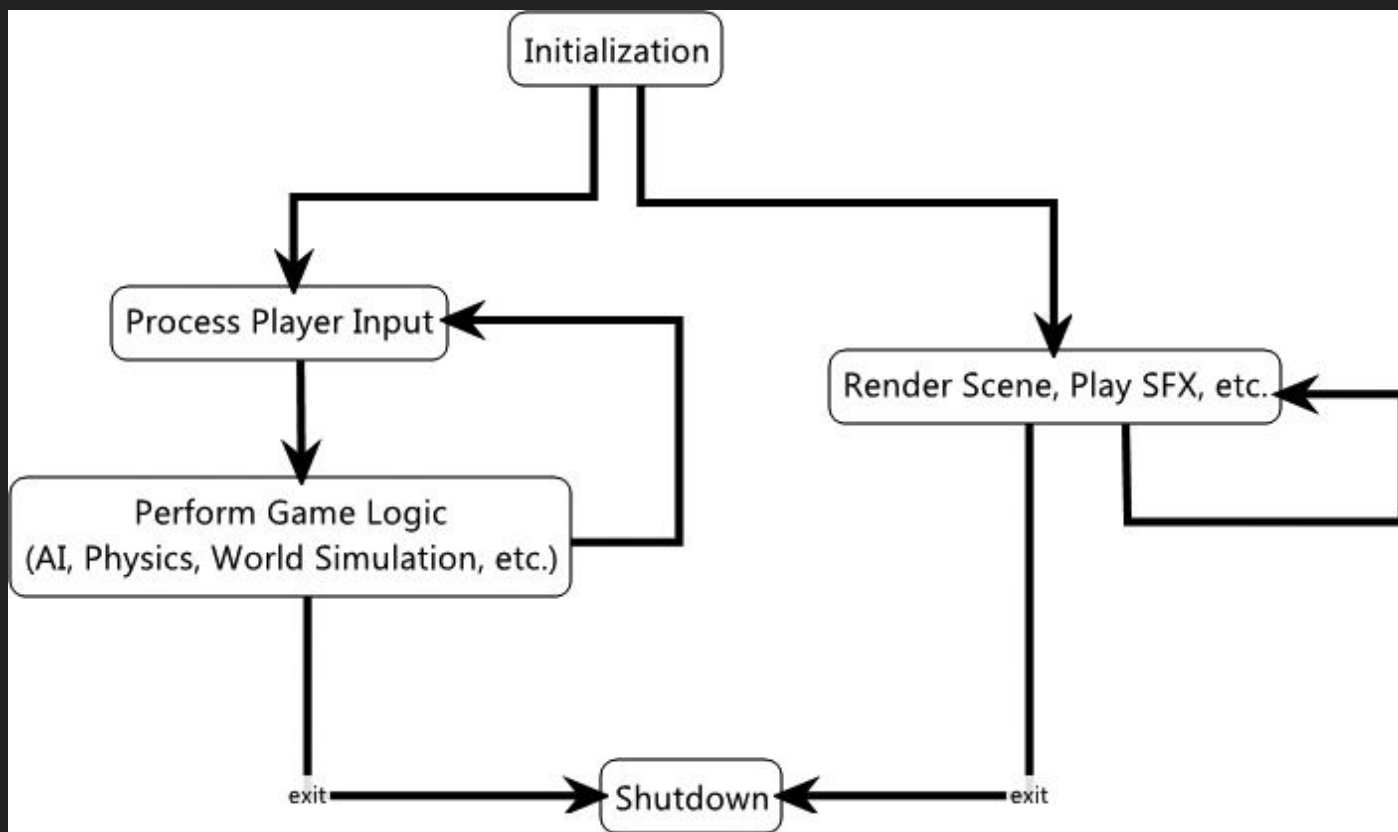 Initialization
Process Player Input
Render Scene, Play SFX, etc.
Perform Game Logic
(AI, Physics, World Simulation, etc.)
exit
Shutdown
exit